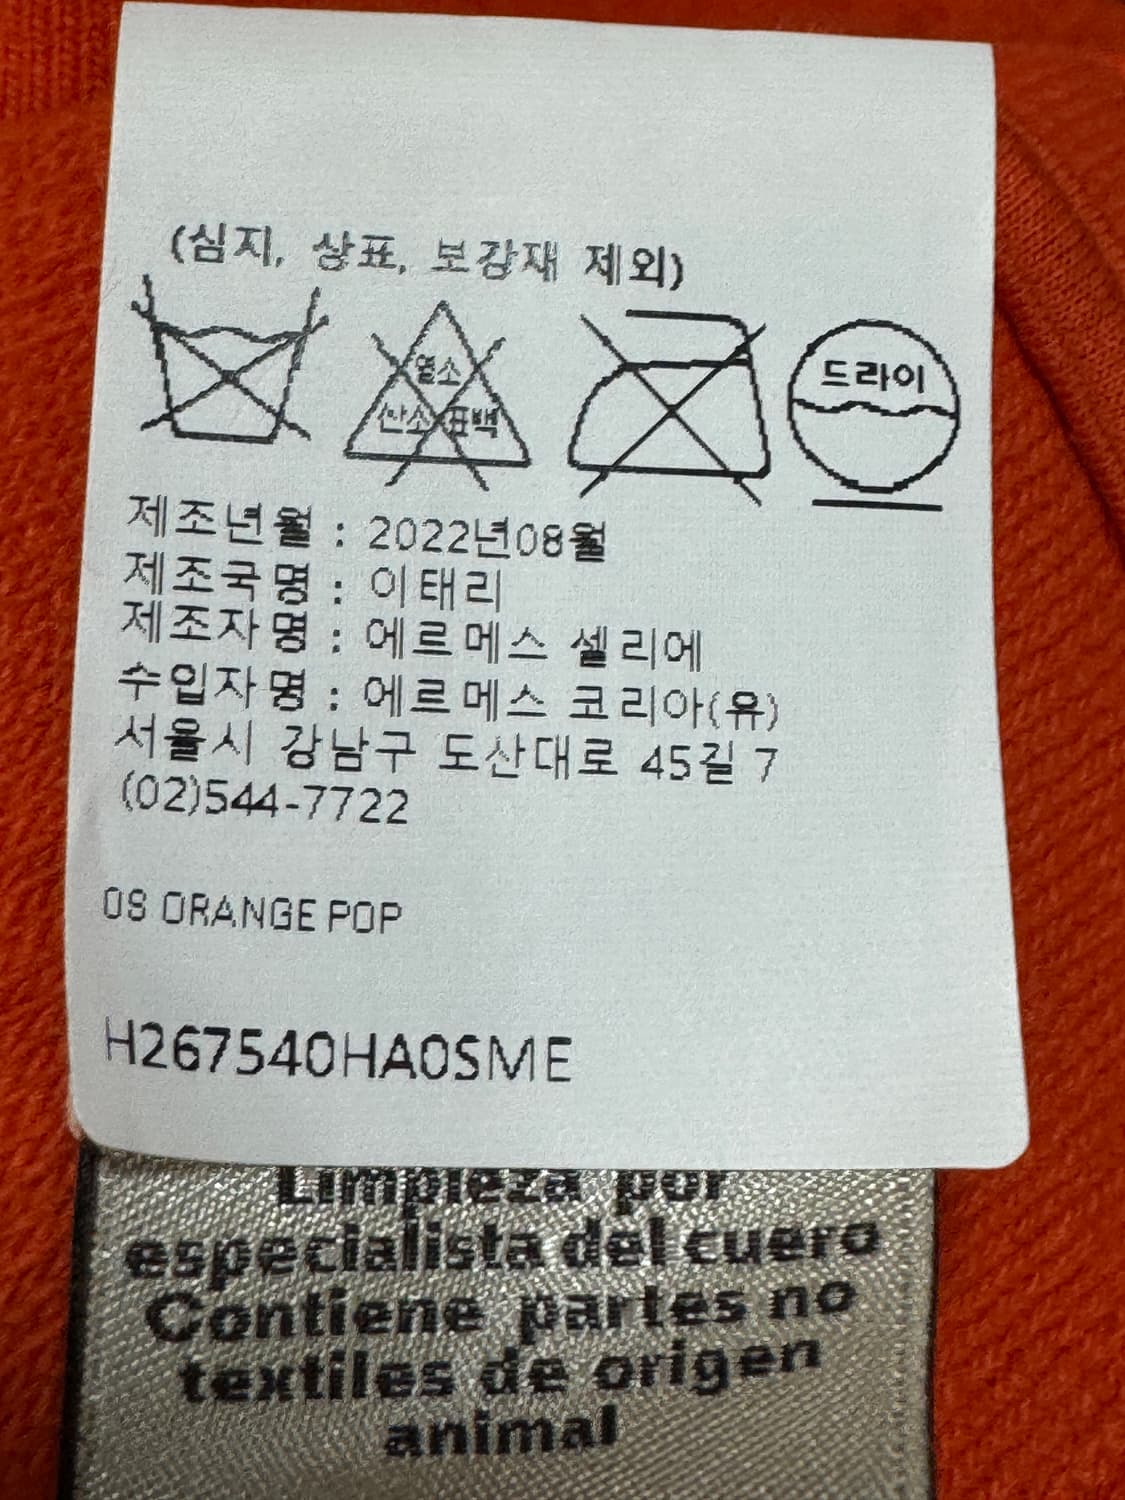 (심지, 상표, 보강재 제외)
염소
산소 표백
드라이
제조년월 : 2022년08월
제조국명 : 이태리
제조자명 : 에르메스 셀리에
수입자명 : 에르메스 코리아(유)
서울시 강남구 도산대로 45길 7
(02)544-7722
0S ORANGE POP
H267540HA0SME
Limpieza por
especialista del cuero
Contiene partes no
textiles de origen
animal